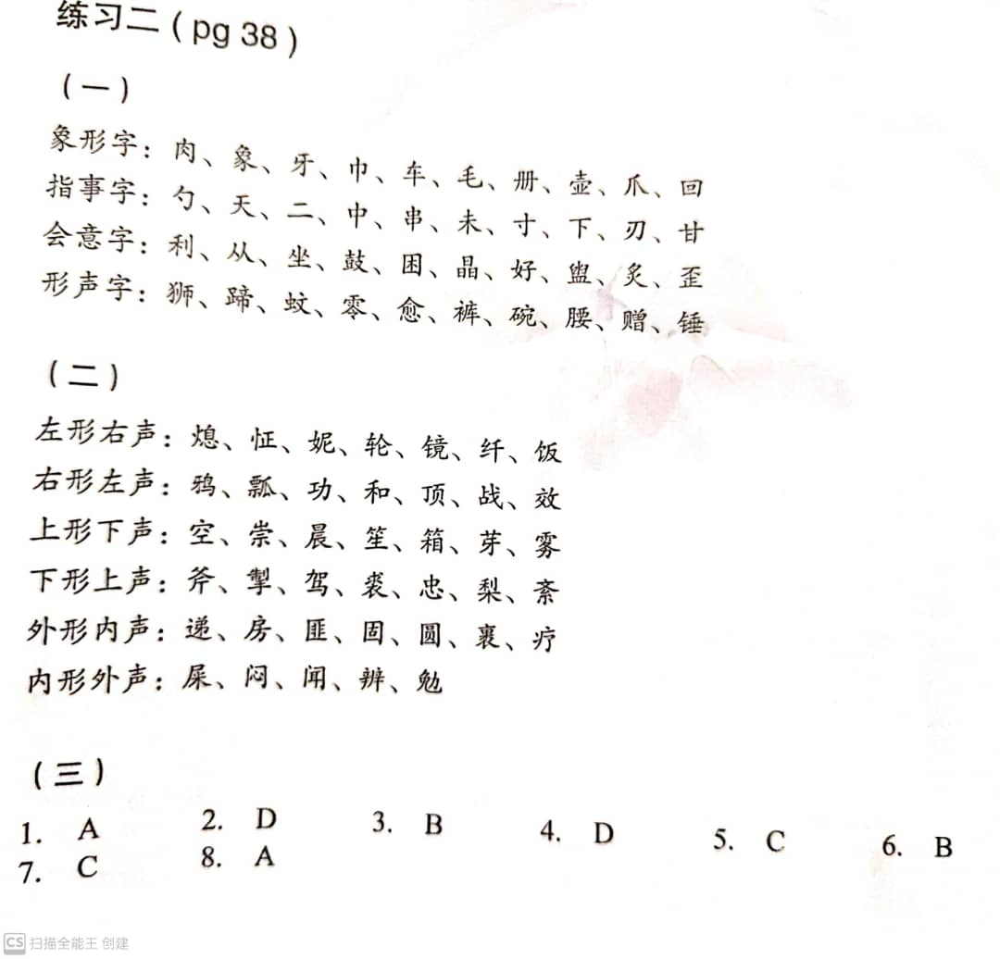 练习二（pg 38）
（一）
象形字：肉、象、牙、巾、车、毛、册、壶、爪、回
指事字：勺、天、二、中、串、未、寸、下、刃、甘
会意字：利、从、坐、鼓、困、晶、好、盥、炙、歪
形声字：狮、蹄、蚊、零、愈、裤、碗、腰、赠、锤
（二）
左形右声：熄、怔、妮、轮、镜、纤、饭
右形左声：鸦、瓢、功、和、顶、战、效
上形下声：空、崇、晨、笙、箱、芽、雾
下形上声：斧、掣、驾、裘、忠、梨、紊
外形内声：递、房、匪、固、圆、裹、疗
内形外声：屎、闷、闻、辨、勉
（三）
1. A 2. D 3. B 4. D 5. C 6. B
7. C 8. A
CS 扫描全能王 创建